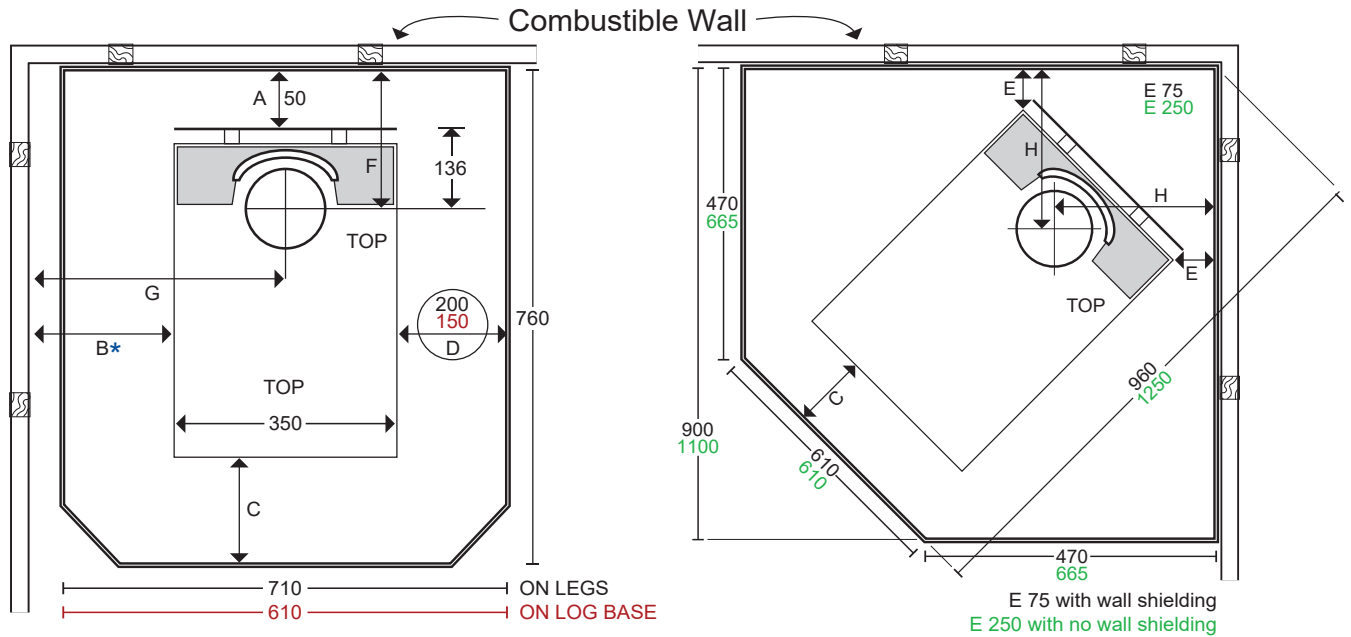 Combustible Wall
A 50
F
136
TOP
G
200
150
D
B*
760
TOP
350
C
710 ON LEGS
610 ON LOG BASE
E
E 75
E 250
H
H
470
665
E
TOP
960
1250
C
900
1100
610
610
470
665
E 75 with wall shielding
E 250 with no wall shielding